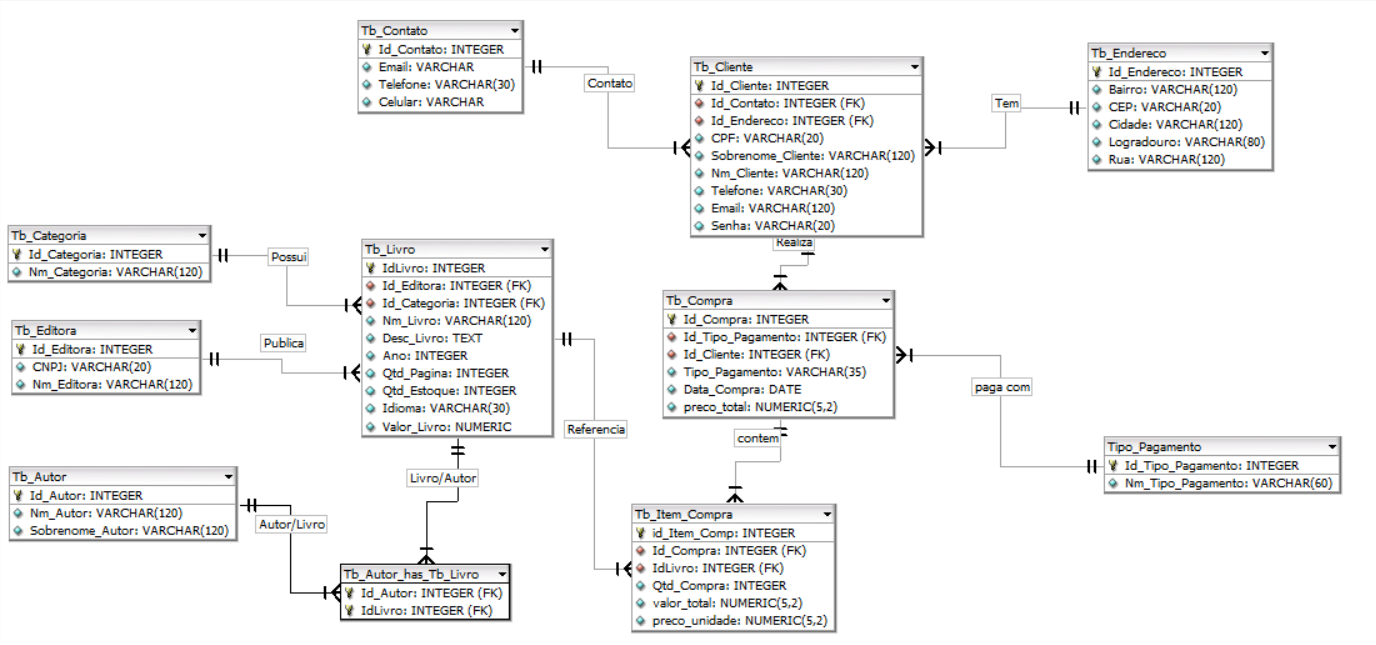 Tb_Contato
Id_Contato: INTEGER
Email: VARCHAR
Telefone: VARCHAR(30)
Celular: VARCHAR
Contato
Tb_Cliente
Id_Cliente: INTEGER
Id_Contato: INTEGER (FK)
Id_Endereco: INTEGER (FK)
CPF: VARCHAR(20)
Sobrenome_Cliente: VARCHAR(120)
Nm_Cliente: VARCHAR(120)
Telefone: VARCHAR(30)
Email: VARCHAR(120)
Senha: VARCHAR(20)
Tem
Tb_Endereco
Id_Endereco: INTEGER
Bairro: VARCHAR(120)
CEP: VARCHAR(20)
Cidade: VARCHAR(120)
Logradouro: VARCHAR(80)
Rua: VARCHAR(120)
Tb_Categoria
Id_Categoria: INTEGER
Nm_Categoria: VARCHAR(120)
Possui
Tb_Livro
IdLivro: INTEGER
Id_Editora: INTEGER (FK)
Id_Categoria: INTEGER (FK)
Nm_Livro: VARCHAR(120)
Desc_Livro: TEXT
Ano: INTEGER
Qtd_Pagina: INTEGER
Qtd_Estoque: INTEGER
Idioma: VARCHAR(30)
Valor_Livro: NUMERIC
Realiza
Tb_Editora
Id_Editora: INTEGER
CNPJ: VARCHAR(20)
Nm_Editora: VARCHAR(120)
Publica
Tb_Compra
Id_Compra: INTEGER
Id_Tipo_Pagamento: INTEGER (FK)
Id_Cliente: INTEGER (FK)
Tipo_Pagamento: VARCHAR(35)
Data_Compra: DATE
preco_total: NUMERIC(5,2)
paga com
Referencia
contem
Tipo_Pagamento
Id_Tipo_Pagamento: INTEGER
Nm_Tipo_Pagamento: VARCHAR(60)
Tb_Autor
Id_Autor: INTEGER
Nm_Autor: VARCHAR(120)
Sobrenome_Autor: VARCHAR(120)
Autor/Livro
Livro/Autor
Tb_Autor_has_Tb_Livro
Id_Autor: INTEGER (FK)
IdLivro: INTEGER (FK)
Tb_Item_Compra
id_Item_Comp: INTEGER
Id_Compra: INTEGER (FK)
IdLivro: INTEGER (FK)
Qtd_Compra: INTEGER
valor_total: NUMERIC(5,2)
preco_unidade: NUMERIC(5,2)